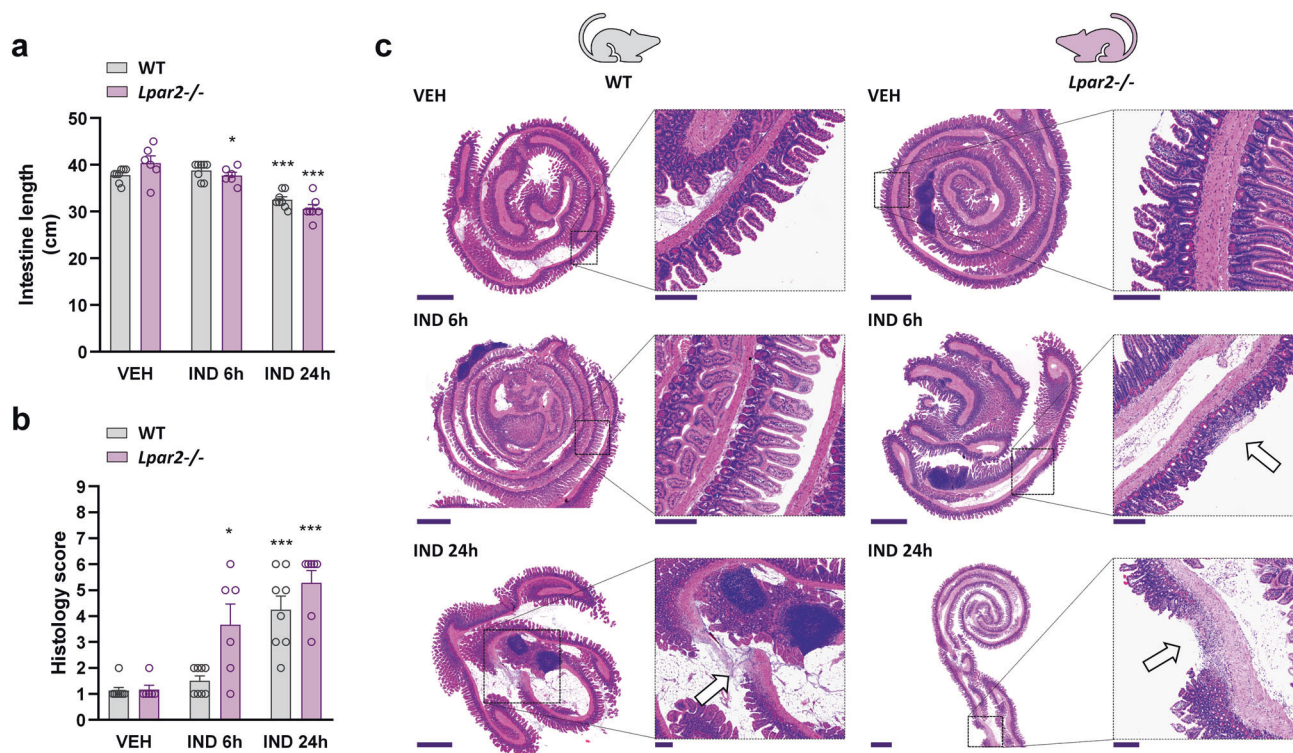 a
WT
Lpar2-/-
50
40
30
20
10
0
Intestine length
(cm)
*
***
***
VEH
IND 6h
IND 24h
b
WT
Lpar2-/-
9
8
7
6
5
4
3
2
1
0
Histology score
*
***
***
VEH
IND 6h
IND 24h
c
WT
Lpar2-/-
VEH
VEH
IND 6h
IND 6h
IND 24h
IND 24h